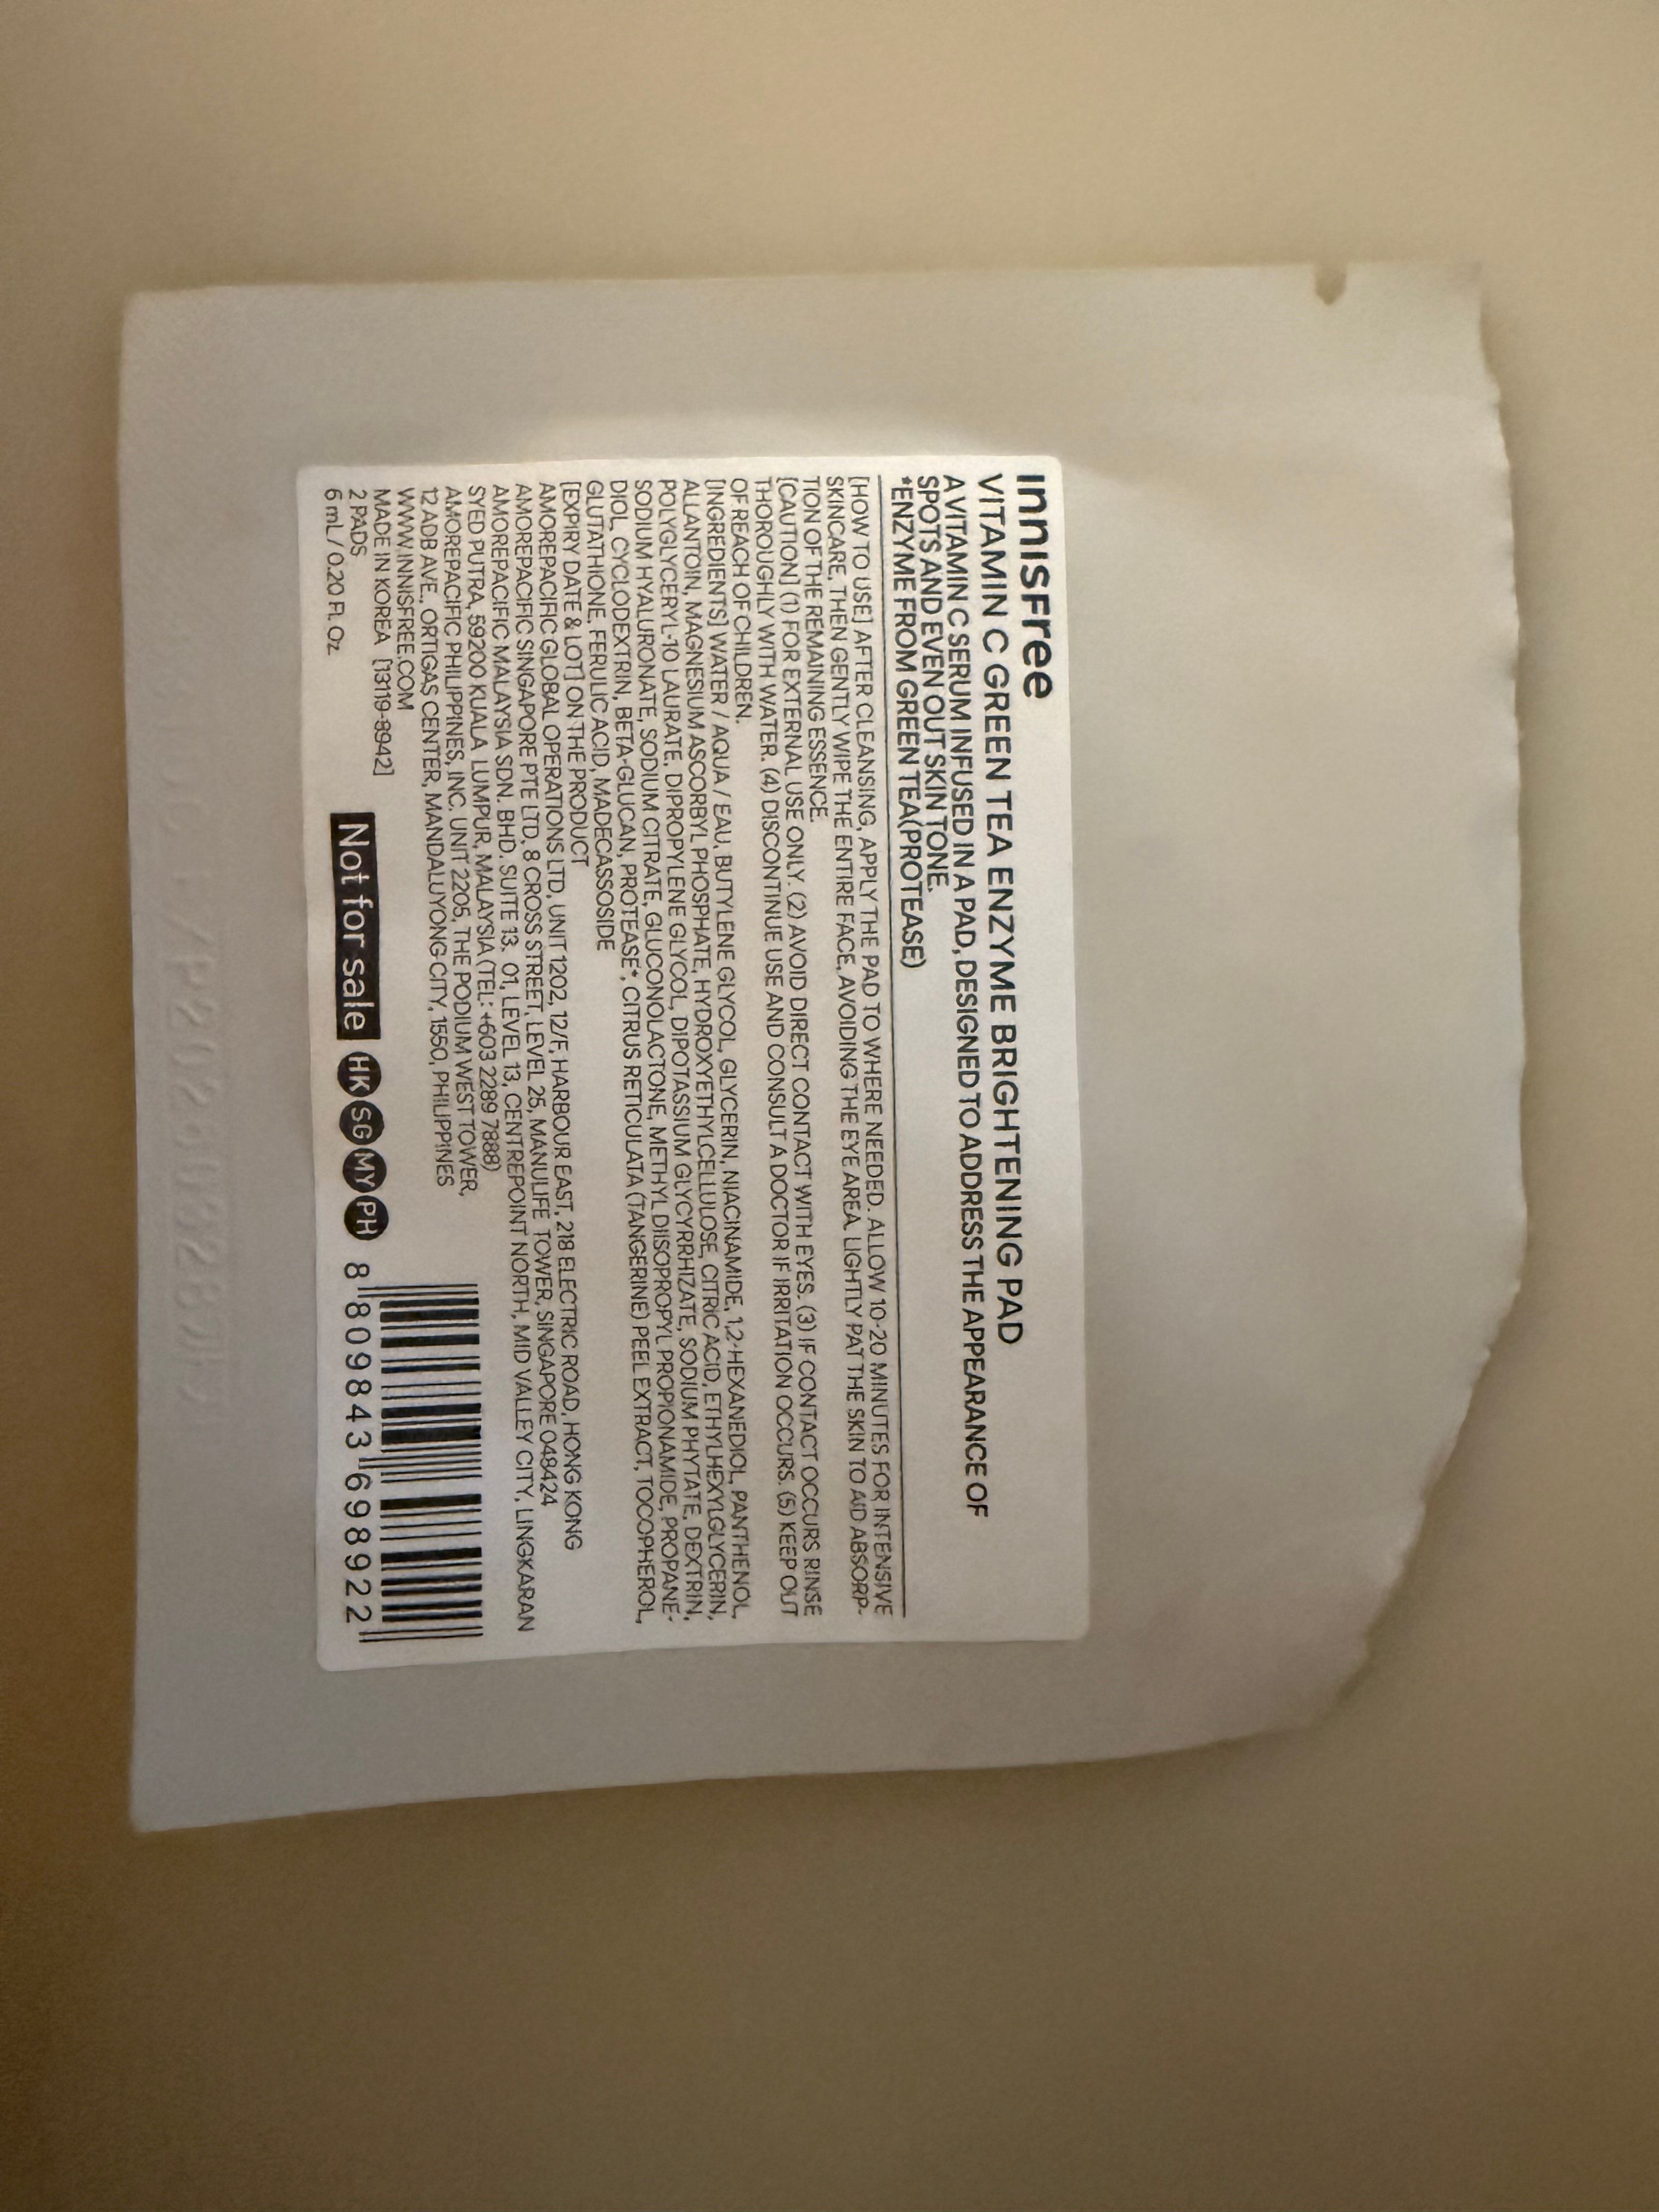 innisfree
VITAMIN C GREEN TEA ENZYME BRIGHTENING PAD
A VITAMIN C SERUM INFUSED IN A PAD, DESIGNED TO ADDRESS THE APPEARANCE OF
SPOTS AND EVEN OUT SKIN TONE.
*ENZYME FROM GREEN TEA(PROTEASE)
[HOW TO USE] AFTER CLEANSING, APPLY THE PAD TO WHERE NEEDED. ALLOW 10-20 MINUTES FOR INTENSIVE
SKINCARE, THEN GENTLY WIPE THE ENTIRE FACE, AVOIDING THE EYE AREA. LIGHTLY PAT THE SKIN TO AID ABSORP-
TION OF THE REMAINING ESSENCE.
[CAUTION] (1) FOR EXTERNAL USE ONLY. (2) AVOID DIRECT CONTACT WITH EYES. (3) IF CONTACT OCCURS RINSE
THOROUGHLY WITH WATER. (4) DISCONTINUE USE AND CONSULT A DOCTOR IF IRRITATION OCCURS. (5) KEEP OUT
OF REACH OF CHILDREN.
[INGREDIENTS] WATER / AQUA / EAU, BUTYLENE GLYCOL, GLYCERIN, NIACINAMIDE, 1,2-HEXANEDIOL, PANTHENOL,
ALLANTOIN, MAGNESIUM ASCORBYL PHOSPHATE, HYDROXYETHYLCELLULOSE, CITRIC ACID, ETHYLHEXYLGLYCERIN,
POLYGLYCERYL-10 LAURATE, DIPROPYLENE GLYCOL, DIPOTASSIUM GLYCYRRHIZATE, SODIUM PHYTATE, DEXTRIN,
SODIUM HYALURONATE, SODIUM CITRATE, GLUCONOLACTONE, METHYL DIISOPROPYL PROPIONAMIDE, PROPANE-
DIOL, CYCLODEXTRIN, BETA-GLUCAN, PROTEASE*, CITRUS RETICULATA (TANGERINE) PEEL EXTRACT, TOCOPHEROL,
GLUTATHIONE, FERULIC ACID, MADECASSOSIDE
[EXPIRY DATE & LOT] ON THE PRODUCT
AMOREPACIFIC GLOBAL OPERATIONS LTD, UNIT 1202, 12/F, HARBOUR EAST, 218 ELECTRIC ROAD, HONG KONG
AMOREPACIFIC SINGAPORE PTE LTD, 8 CROSS STREET, LEVEL 25, MANULIFE TOWER, SINGAPORE 048424
AMOREPACIFIC MALAYSIA SDN. BHD. SUITE 13. 01, LEVEL 13, CENTREPOINT NORTH, MID VALLEY CITY, LINGKARAN
SYED PUTRA, 59200 KUALA LUMPUR, MALAYSIA (TEL: +603 2289 7888)
AMOREPACIFIC PHILIPPINES, INC. UNIT 2205, THE PODIUM WEST TOWER,
12 ADB AVE., ORTIGAS CENTER, MANDALUYONG CITY, 1550, PHILIPPINES
WWW.INNISFREE.COM
MADE IN KOREA [13119-8942]
2 PADS
6 mL / 0.20 Fl. Oz.
Not for sale HK SG MY PH
8 809843 698922